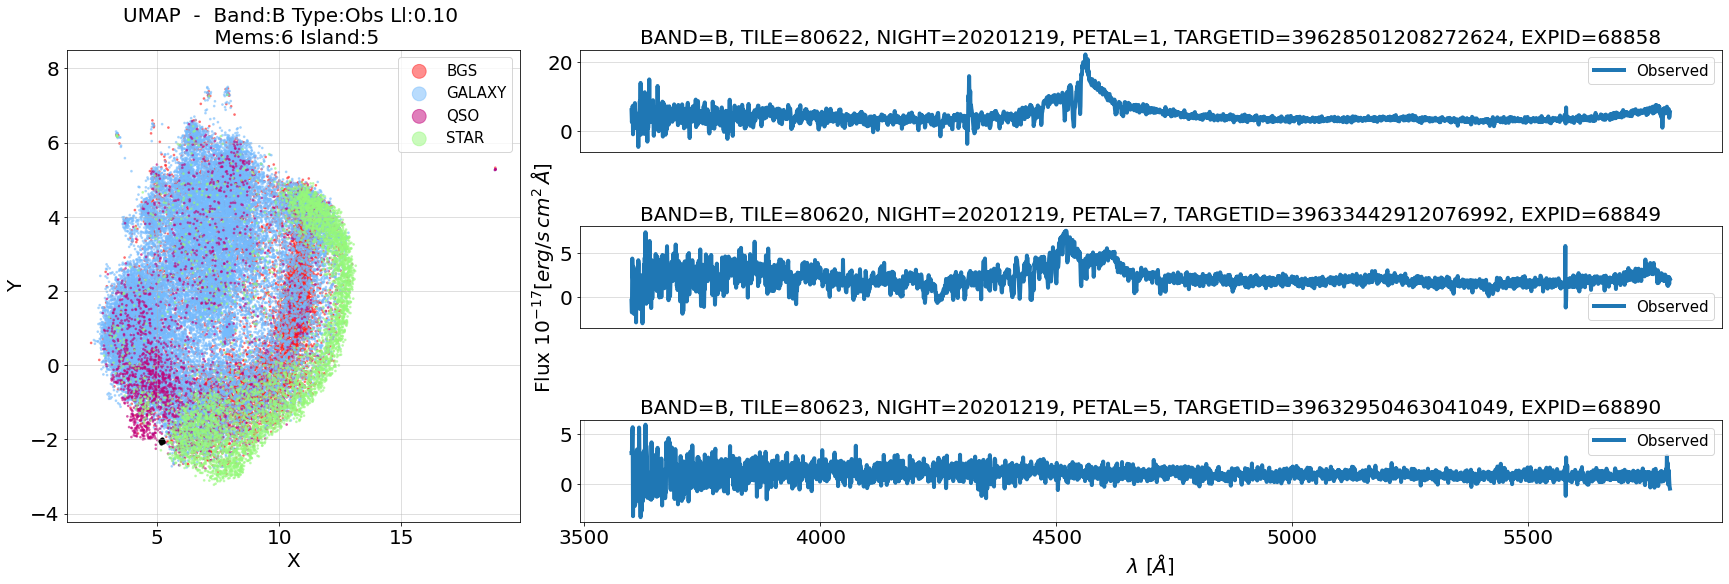 UMAP - Band:B Type:Obs Ll:0.10
Mems:6 Island:5
8
6
4
2
0
−2
−4
Y
5
10
15
X
BGS
GALAXY
QSO
STAR
Flux 10⁻¹⁷[erg/s cm² Å]
BAND=B, TILE=80622, NIGHT=20201219, PETAL=1, TARGETID=39628501208272624, EXPID=68858
20
0
Observed
BAND=B, TILE=80620, NIGHT=20201219, PETAL=7, TARGETID=39633442912076992, EXPID=68849
5
0
Observed
BAND=B, TILE=80623, NIGHT=20201219, PETAL=5, TARGETID=39632950463041049, EXPID=68890
5
0
Observed
3500
4000
4500
5000
5500
λ [Å]